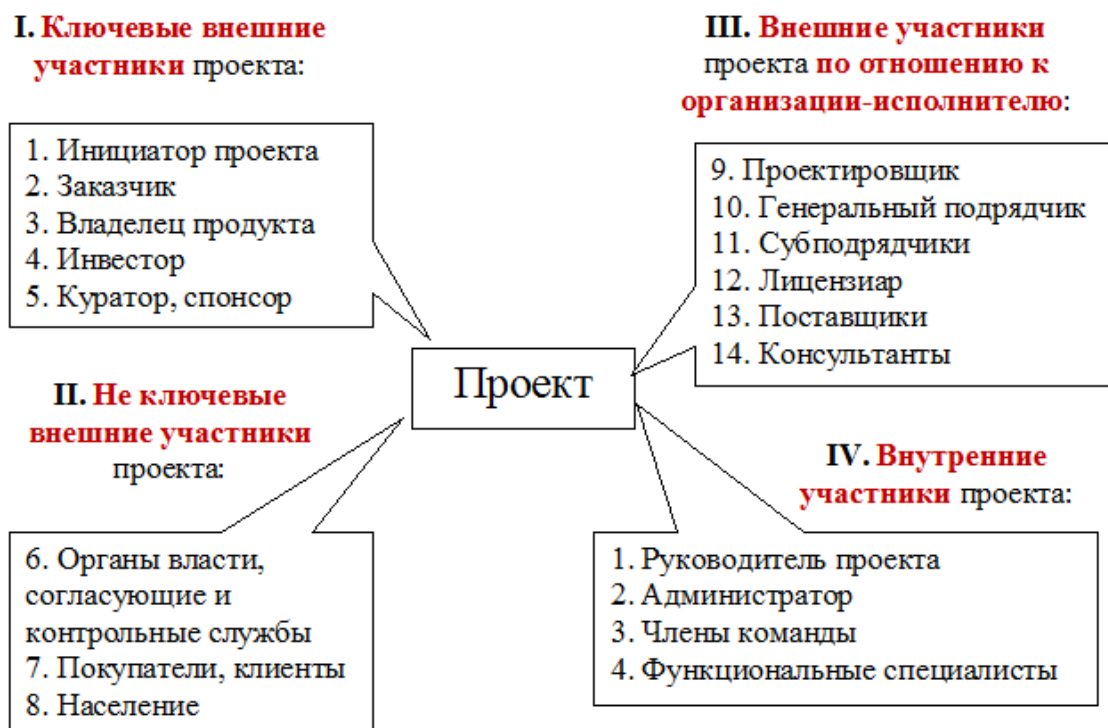 I. Ключевые внешние
участники проекта:
1. Инициатор проекта
2. Заказчик
3. Владелец продукта
4. Инвестор
5. Куратор, спонсор
II. Не ключевые
внешние участники
проекта:
6. Органы власти,
согласующие и
контрольные службы
7. Покупатели, клиенты
8. Население
Проект
III. Внешние участники
проекта по отношению к
организации-исполнителю:
9. Проектировщик
10. Генеральный подрядчик
11. Субподрядчики
12. Лицензиар
13. Поставщики
14. Консультанты
IV. Внутренние
участники проекта:
1. Руководитель проекта
2. Администратор
3. Члены команды
4. Функциональные специалисты